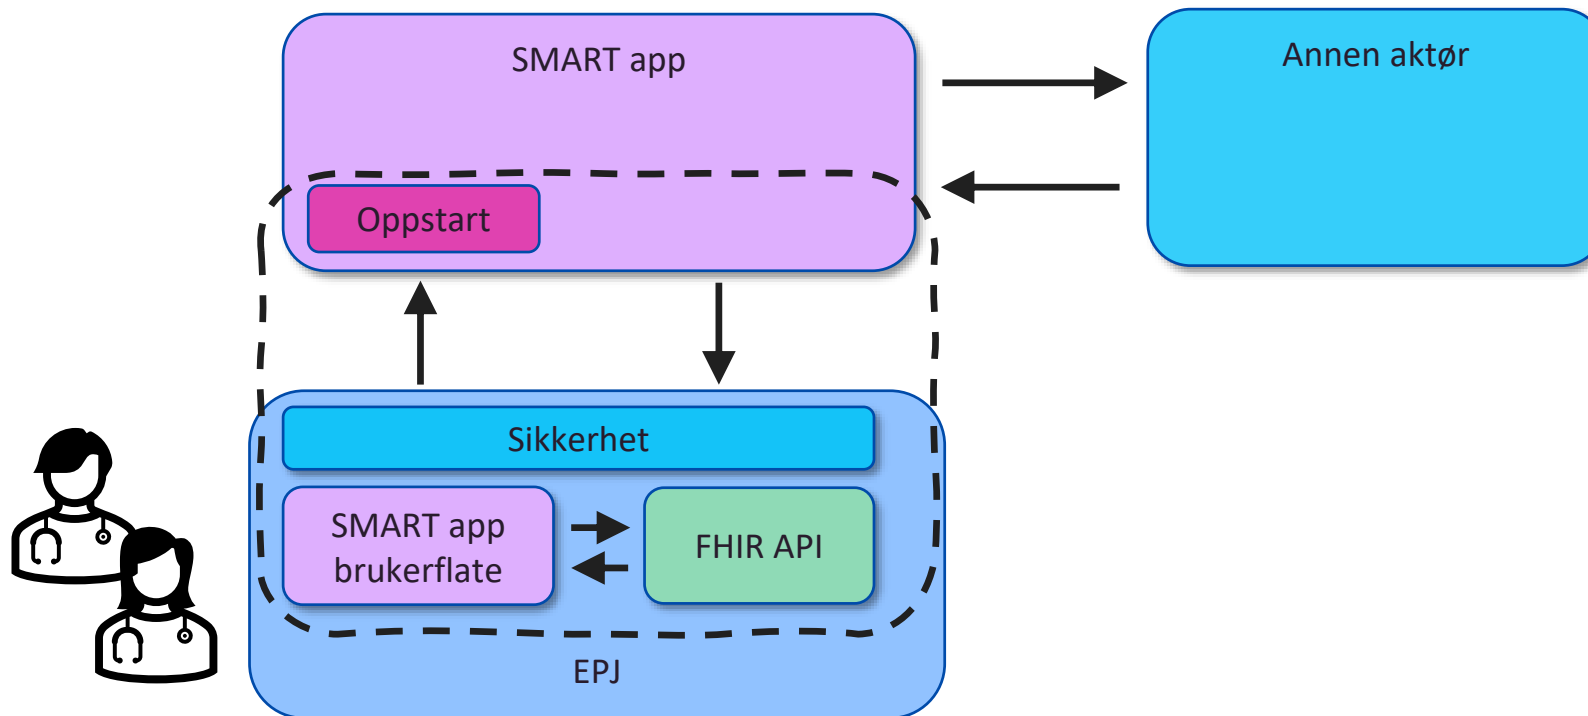 SMART app
Annen aktør
Oppstart
Sikkerhet
SMART app
brukerflate
FHIR API
EPJ